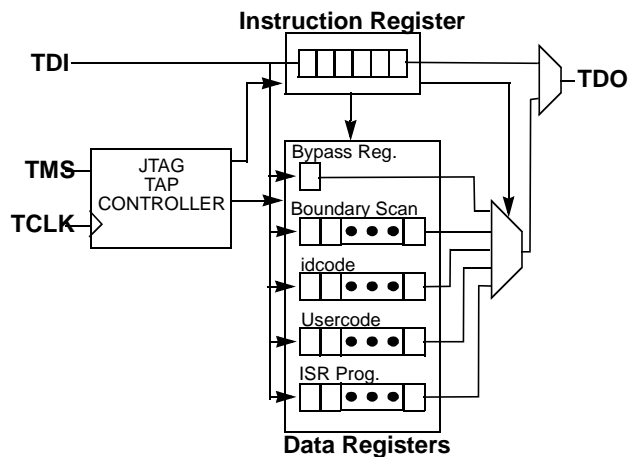 Instruction Register
TDI
TDO
JTAG
TAP
CONTROLLER
TMS
TCLK
Bypass Reg.
Boundary Scan
idcode
Usercode
ISR Prog.
Data Registers